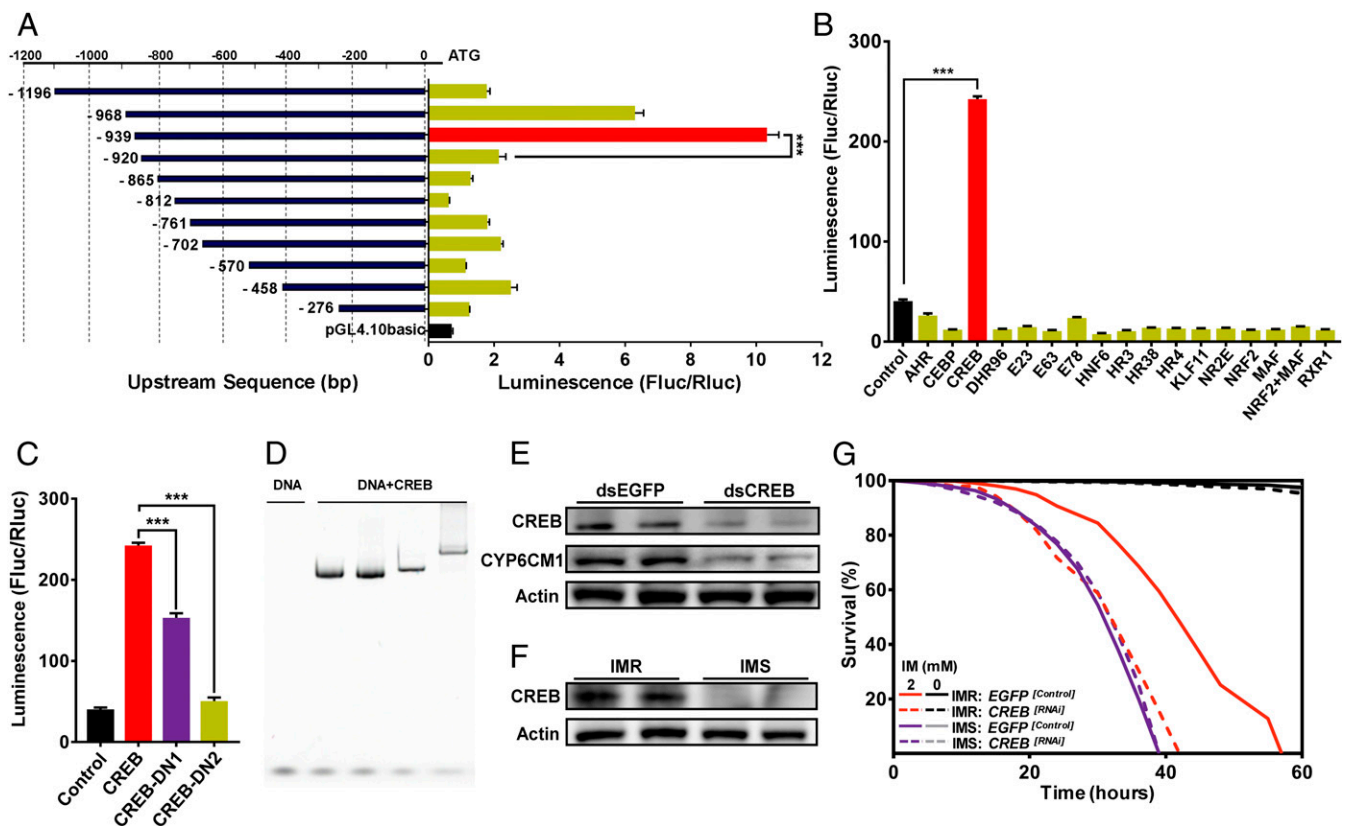 A
-1200 -1000 -800 -600 -400 -200 0 ATG
- 1196
- 968
- 939
- 920
- 865
- 812
- 761
- 702
- 570
- 458
- 276
pGL4.10basic
***
0 2 4 6 8 10 12
Upstream Sequence (bp)
Luminescence (Fluc/Rluc)
B
Luminescence (Fluc/Rluc)
300
200
100
0
***
Control
AHR
CEBP
CREB
DHR96
E23
E63
E78
HNF6
HR3
HR38
HR4
KLF11
NR2E
NRF2
MAF
NRF2+MAF
RXR1
C
Luminescence (Fluc/Rluc)
300
200
100
0
***
***
Control
CREB
CREB-DN1
CREB-DN2
D
DNA DNA+CREB
E
dsEGFP dsCREB
CREB
CYP6CM1
Actin
F
IMR IMS
CREB
Actin
G
Survival (%)
100
80
60
40
20
IM (mM)
2 0
IMR: EGFP [Control]
IMR: CREB [RNAi]
IMS: EGFP [Control]
IMS: CREB [RNAi]
0 20 40 60
Time (hours)